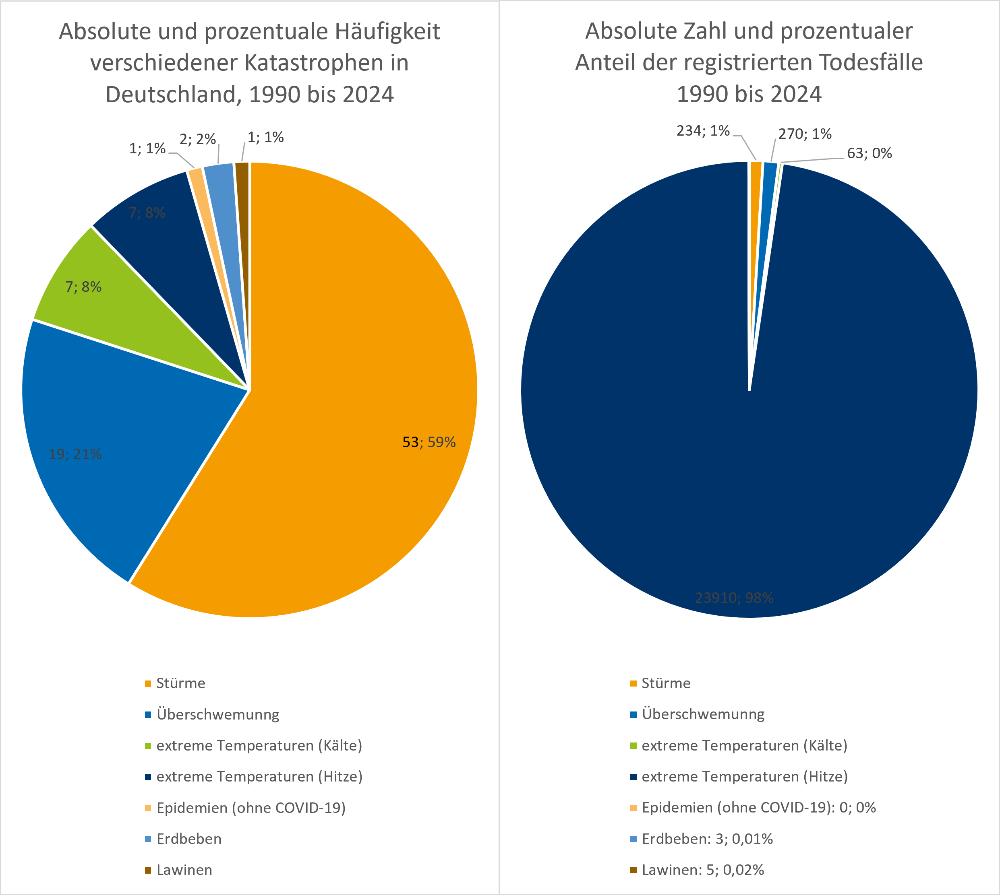 Absolute und prozentuale Häufigkeit
verschiedener Katastrophen in
Deutschland, 1990 bis 2024
1; 1%
2; 2%
1; 1%
7; 8%
7; 8%
19; 21%
53; 59%
Stürme
Überschwemunng
extreme Temperaturen (Kälte)
extreme Temperaturen (Hitze)
Epidemien (ohne COVID-19)
Erdbeben
Lawinen
Absolute Zahl und prozentualer
Anteil der registrierten Todesfälle
1990 bis 2024
234; 1%
270; 1%
63; 0%
23910; 98%
Stürme
Überschwemunng
extreme Temperaturen (Kälte)
extreme Temperaturen (Hitze)
Epidemien (ohne COVID-19): 0; 0%
Erdbeben: 3; 0,01%
Lawinen: 5; 0,02%